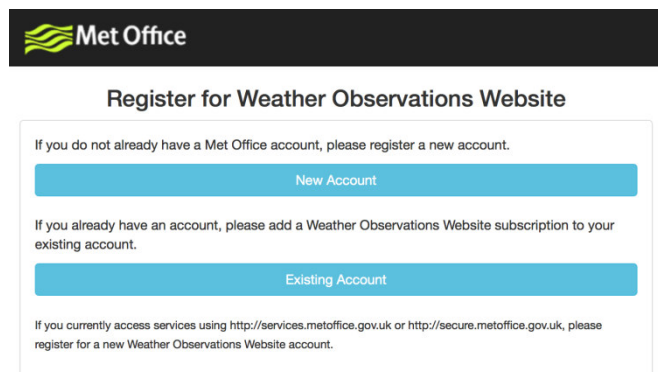 Met Office
Register for Weather Observations Website
If you do not already have a Met Office account, please register a new account.
New Account
If you already have an account, please add a Weather Observations Website subscription to your
existing account.
Existing Account
If you currently access services using http://services.metoffice.gov.uk or http://secure.metoffice.gov.uk, please
register for a new Weather Observations Website account.